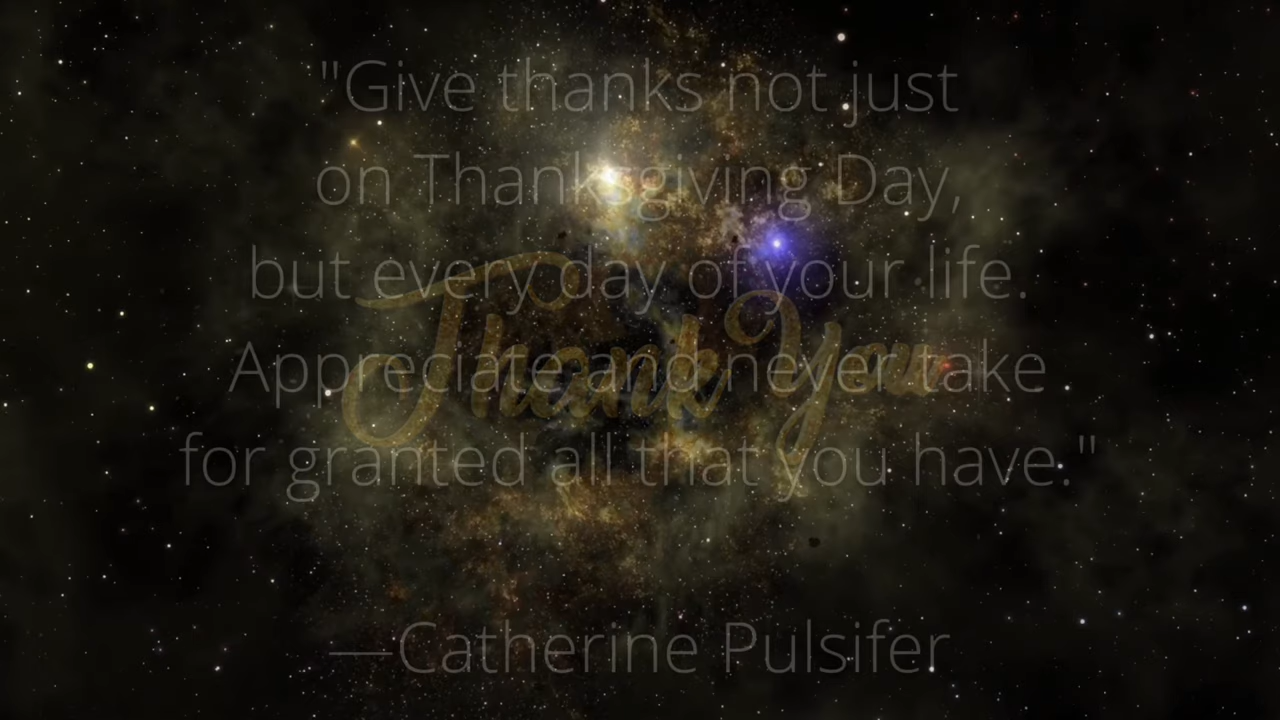 "Give thanks not just
on Thanksgiving Day,
but every day of your life.
Appreciate and never take
for granted all that you have."
—Catherine Pulsifer
Thank You